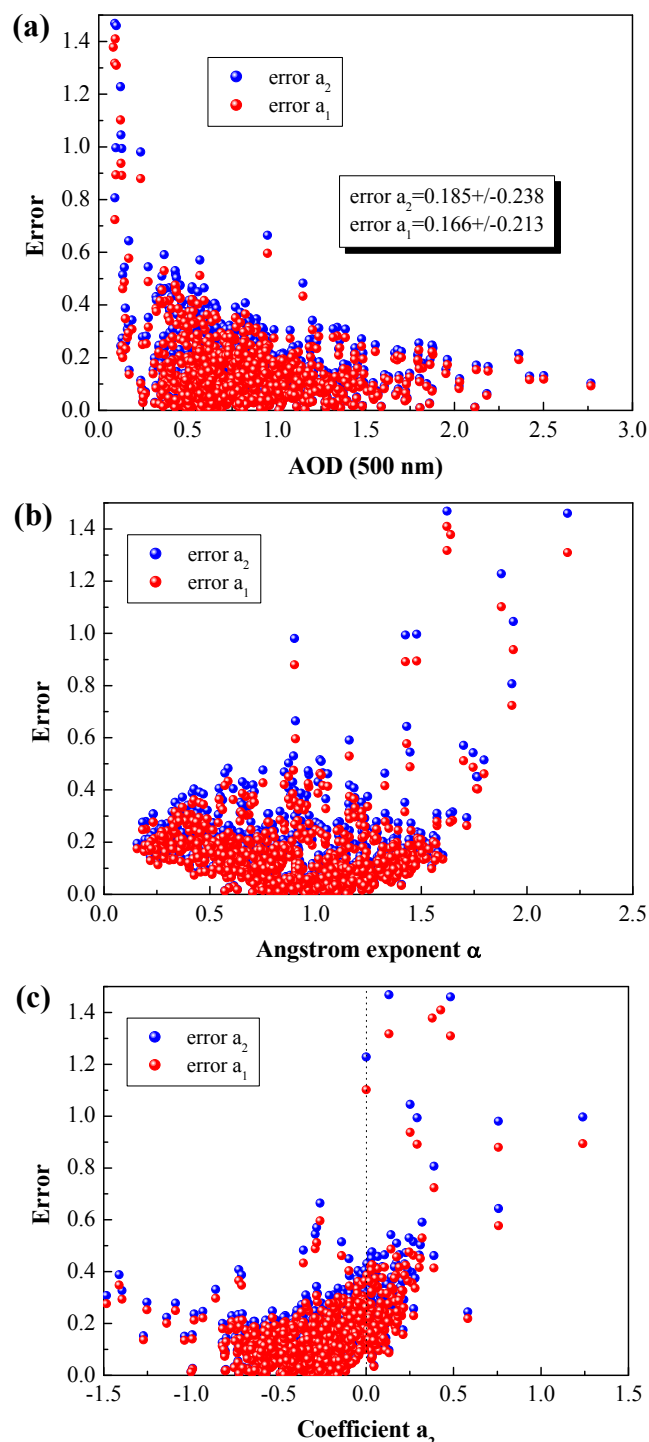 (a)
1.4
1.2
1.0
0.8
0.6
0.4
0.2
0.0
Error
error a₂
error a₁
error a₂=0.185+/-0.238
error a₁=0.166+/-0.213
0.0 0.5 1.0 1.5 2.0 2.5 3.0
AOD (500 nm)
(b)
1.4
1.2
1.0
0.8
0.6
0.4
0.2
0.0
Error
error a₂
error a₁
0.0 0.5 1.0 1.5 2.0 2.5
Angstrom exponent α
(c)
1.4
1.2
1.0
0.8
0.6
0.4
0.2
0.0
Error
error a₂
error a₁
-1.5 -1.0 -0.5 0.0 0.5 1.0 1.5
Coefficient a₂